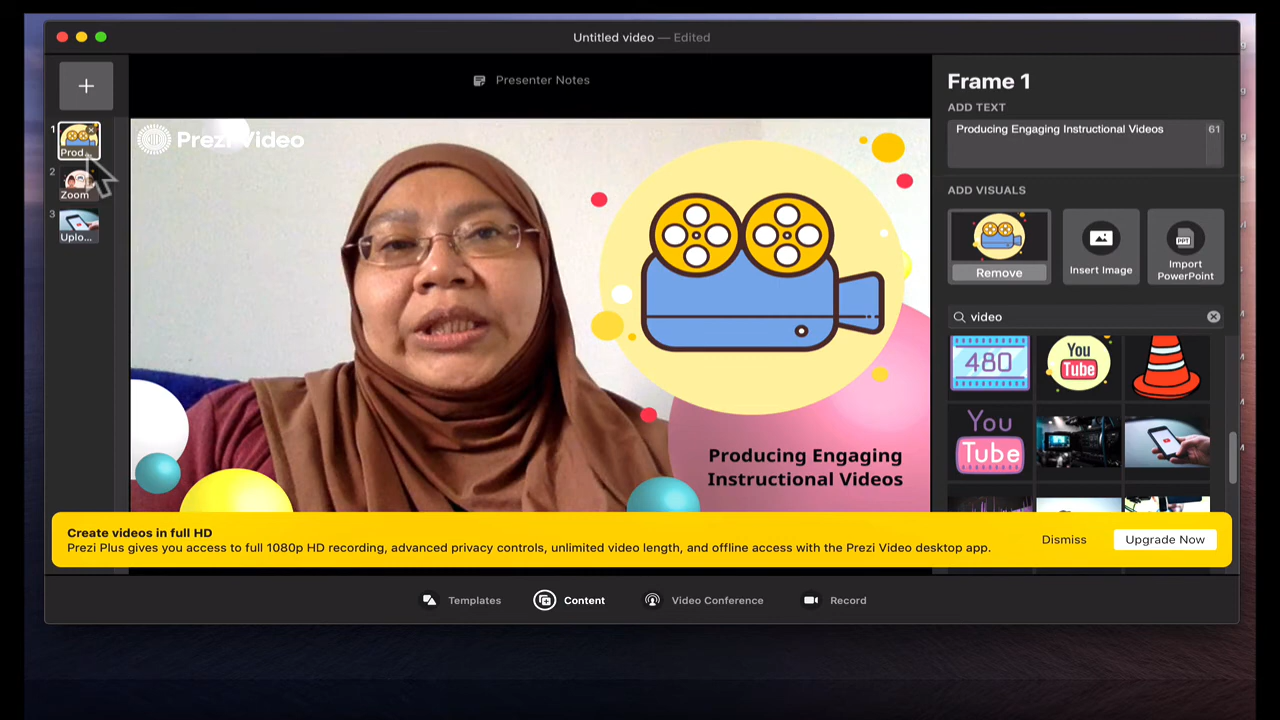 Untitled video — Edited
Presenter Notes
1
Prod...
2
Zoom
3
Uplo...
Prezi Video
Producing Engaging
Instructional Videos
Frame 1
ADD TEXT
Producing Engaging Instructional Videos
61
ADD VISUALS
Remove
Insert Image
PPT
Import
PowerPoint
video
480
You
Tube
You
Tube
Create videos in full HD
Prezi Plus gives you access to full 1080p HD recording, advanced privacy controls, unlimited video length, and offline access with the Prezi Video desktop app.
Dismiss
Upgrade Now
Templates
Content
Video Conference
Record